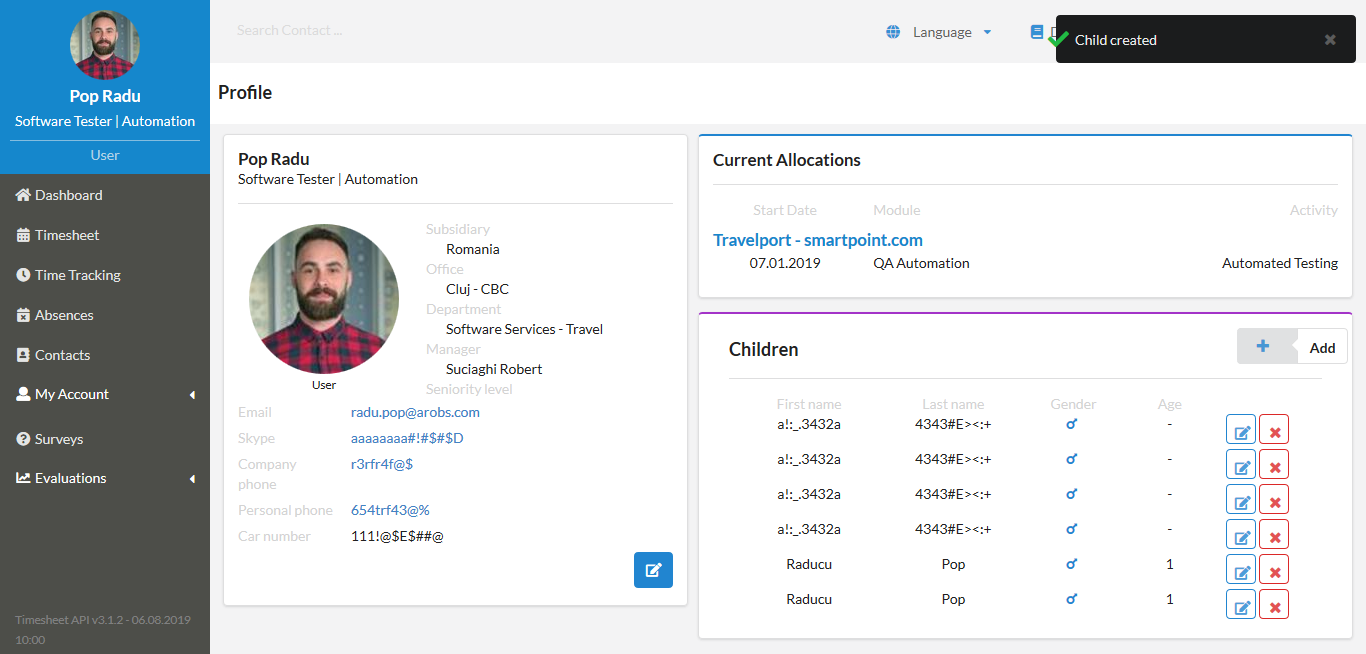 Pop Radu
Software Tester | Automation
User
Dashboard
Timesheet
Time Tracking
Absences
Contacts
My Account
Surveys
Evaluations
Timesheet API v3.1.2 - 06.08.2019
10:00
Search Contact ...
Language
Child created
Profile
Pop Radu
Software Tester | Automation
User
Subsidiary
Romania
Office
Cluj - CBC
Department
Software Services - Travel
Manager
Suciaghi Robert
Seniority level
Email radu.pop@arobs.com
Skype aaaaaaaa#!#$#$D
Company
phone r3rfr4f@$
Personal phone 654trf43@%
Car number 111!@$E$##@
Current Allocations
Start Date Module Activity
Travelport - smartpoint.com
07.01.2019 QA Automation Automated Testing
Children
Add
First name Last name Gender Age
a!:_.3432a 4343#E><:+ -
a!:_.3432a 4343#E><:+ -
a!:_.3432a 4343#E><:+ -
a!:_.3432a 4343#E><:+ -
Raducu Pop 1
Raducu Pop 1